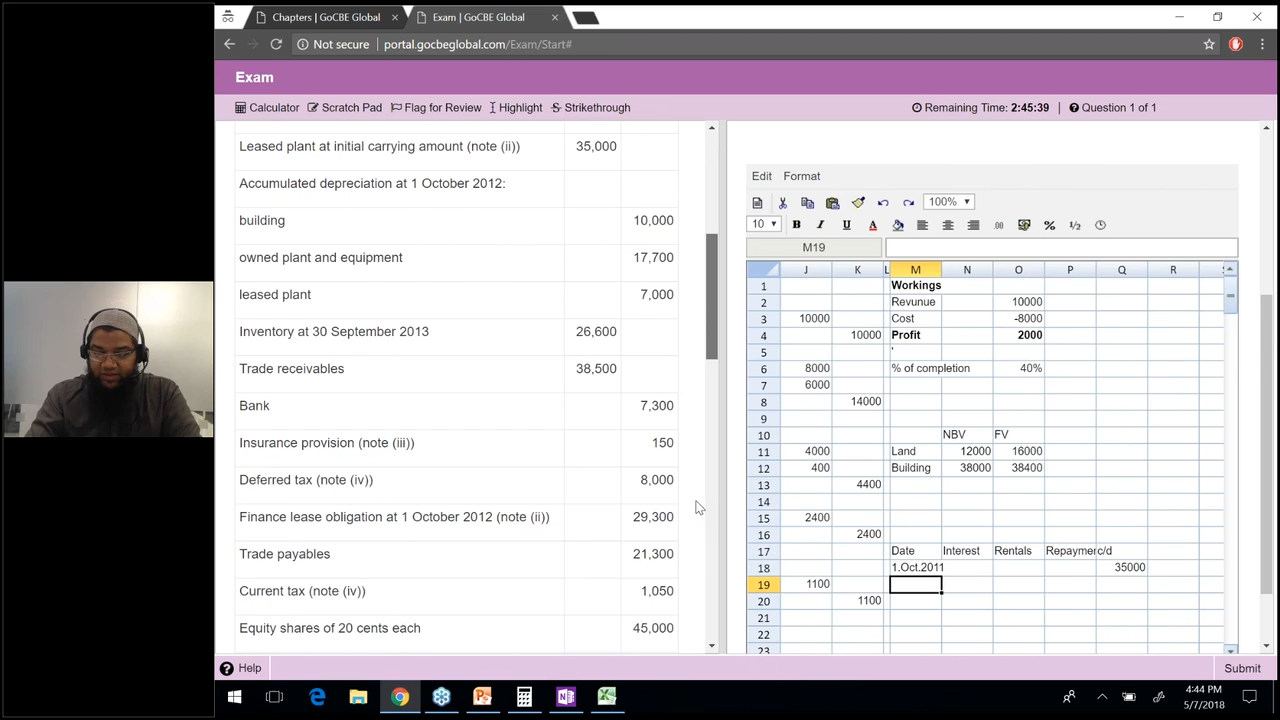 Chapters | GoCBE Global
Exam | GoCBE Global
Not secure | portal.gocbeglobal.com/Exam/Start#
Exam
Calculator Scratch Pad Flag for Review Highlight Strikethrough
Remaining Time: 2:45:39 | Question 1 of 1
Leased plant at initial carrying amount (note (ii)) 35,000
Accumulated depreciation at 1 October 2012:
building 10,000
owned plant and equipment 17,700
leased plant 7,000
Inventory at 30 September 2013 26,600
Trade receivables 38,500
Bank 7,300
Insurance provision (note (iii)) 150
Deferred tax (note (iv)) 8,000
Finance lease obligation at 1 October 2012 (note (ii)) 29,300
Trade payables 21,300
Current tax (note (iv)) 1,050
Equity shares of 20 cents each 45,000
Edit Format
100%
10 B I U A .00 % 1/2
M19
J K L M N O P Q R
1 Workings
2 Revunue 10000
3 10000 Cost -8000
4 10000 Profit 2000
5 '
6 8000 % of completion 40%
7 6000
8 14000
9
10 NBV FV
11 4000 Land 12000 16000
12 400 Building 38000 38400
13 4400
14
15 2400
16 2400
17 Date Interest Rentals Repaymer c/d
18 1.Oct.2011 35000
19 1100
20 1100
21
22
23
Help
Submit
4:44 PM
5/7/2018